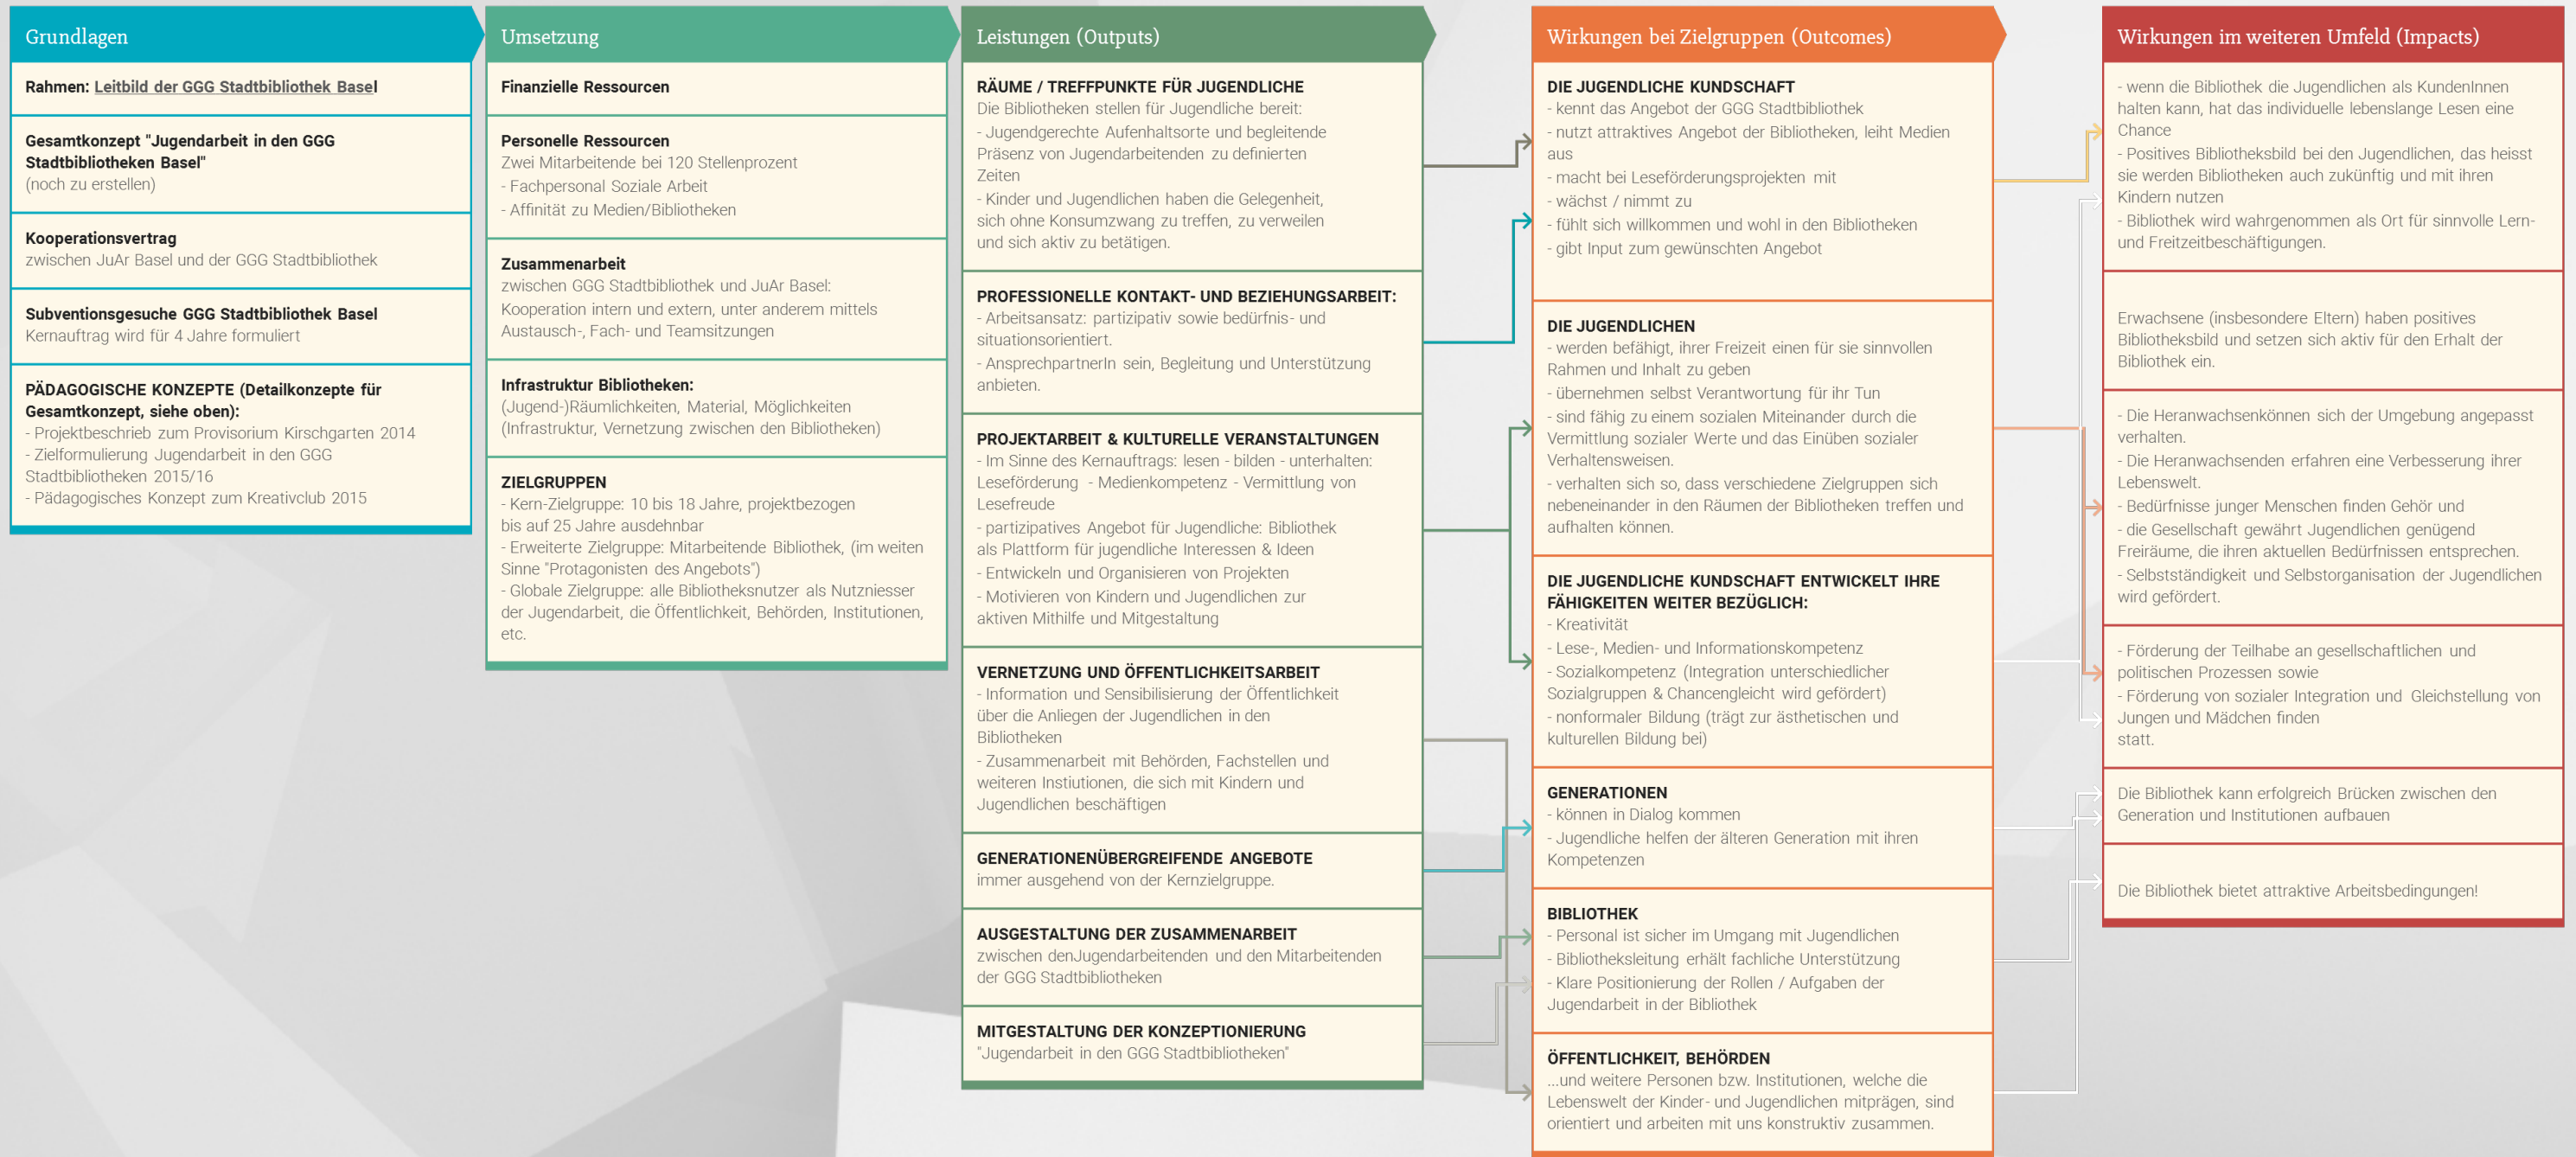 Grundlagen
Rahmen: Leitbild der GGG Stadtbibliothek Basel
Gesamtkonzept "Jugendarbeit in den GGG
Stadtbibliotheken Basel"
(noch zu erstellen)
Kooperationsvertrag
zwischen JuAr Basel und der GGG Stadtbibliothek
Subventionsgesuche GGG Stadtbibliothek Basel
Kernauftrag wird für 4 Jahre formuliert
PÄDAGOGISCHE KONZEPTE (Detailkonzepte für
Gesamtkonzept, siehe oben):
- Projektbeschrieb zum Provisorium Kirschgarten 2014
- Zielformulierung Jugendarbeit in den GGG
Stadtbibliotheken 2015/16
- Pädagogisches Konzept zum Kreativclub 2015
Umsetzung
Finanzielle Ressourcen
Personelle Ressourcen
Zwei Mitarbeitende bei 120 Stellenprozent
- Fachpersonal Soziale Arbeit
- Affinität zu Medien/Bibliotheken
Zusammenarbeit
zwischen GGG Stadtbibliothek und JuAr Basel:
Kooperation intern und extern, unter anderem mittels
Austausch-, Fach- und Teamsitzungen
Infrastruktur Bibliotheken:
(Jugend-)Räumlichkeiten, Material, Möglichkeiten
(Infrastruktur, Vernetzung zwischen den Bibliotheken)
ZIELGRUPPEN
- Kern-Zielgruppe: 10 bis 18 Jahre, projektbezogen
bis auf 25 Jahre ausdehnbar
- Erweiterte Zielgruppe: Mitarbeitende Bibliothek, (im weiten
Sinne "Protagonisten des Angebots")
- Globale Zielgruppe: alle Bibliotheksnutzer als Nutzniesser
der Jugendarbeit, die Öffentlichkeit, Behörden, Institutionen,
etc.
Leistungen (Outputs)
RÄUME / TREFFPUNKTE FÜR JUGENDLICHE
Die Bibliotheken stellen für Jugendliche bereit:
- Jugendgerechte Aufenhaltsorte und begleitende
Präsenz von Jugendarbeitenden zu definierten
Zeiten
- Kinder und Jugendlichen haben die Gelegenheit,
sich ohne Konsumzwang zu treffen, zu verweilen
und sich aktiv zu betätigen.
PROFESSIONELLE KONTAKT- UND BEZIEHUNGSARBEIT:
- Arbeitsansatz: partizipativ sowie bedürfnis- und
situationsorientiert.
- AnsprechpartnerIn sein, Begleitung und Unterstützung
anbieten.
PROJEKTARBEIT & KULTURELLE VERANSTALTUNGEN
- Im Sinne des Kernauftrags: lesen - bilden - unterhalten:
Leseförderung - Medienkompetenz - Vermittlung von
Lesefreude
- partizipatives Angebot für Jugendliche: Bibliothek
als Plattform für jugendliche Interessen & Ideen
- Entwickeln und Organisieren von Projekten
- Motivieren von Kindern und Jugendlichen zur
aktiven Mithilfe und Mitgestaltung
VERNETZUNG UND ÖFFENTLICHKEITSARBEIT
- Information und Sensibilisierung der Öffentlichkeit
über die Anliegen der Jugendlichen in den
Bibliotheken
- Zusammenarbeit mit Behörden, Fachstellen und
weiteren Instiutionen, die sich mit Kindern und
Jugendlichen beschäftigen
GENERATIONENÜBERGREIFENDE ANGEBOTE
immer ausgehend von der Kernzielgruppe.
AUSGESTALTUNG DER ZUSAMMENARBEIT
zwischen denJugendarbeitenden und den Mitarbeitenden
der GGG Stadtbibliotheken
MITGESTALTUNG DER KONZEPTIONIERUNG
"Jugendarbeit in den GGG Stadtbibliotheken"
Wirkungen bei Zielgruppen (Outcomes)
DIE JUGENDLICHE KUNDSCHAFT
- kennt das Angebot der GGG Stadtbibliothek
- nutzt attraktives Angebot der Bibliotheken, leiht Medien
aus
- macht bei Leseförderungsprojekten mit
- wächst / nimmt zu
- fühlt sich willkommen und wohl in den Bibliotheken
- gibt Input zum gewünschten Angebot
DIE JUGENDLICHEN
- werden befähigt, ihrer Freizeit einen für sie sinnvollen
Rahmen und Inhalt zu geben
- übernehmen selbst Verantwortung für ihr Tun
- sind fähig zu einem sozialen Miteinander durch die
Vermittlung sozialer Werte und das Einüben sozialer
Verhaltensweisen.
- verhalten sich so, dass verschiedene Zielgruppen sich
nebeneinander in den Räumen der Bibliotheken treffen und
aufhalten können.
DIE JUGENDLICHE KUNDSCHAFT ENTWICKELT IHRE
FÄHIGKEITEN WEITER BEZÜGLICH:
- Kreativität
- Lese-, Medien- und Informationskompetenz
- Sozialkompetenz (Integration unterschiedlicher
Sozialgruppen & Chancengleicht wird gefördert)
- nonformaler Bildung (trägt zur ästhetischen und
kulturellen Bildung bei)
GENERATIONEN
- können in Dialog kommen
- Jugendliche helfen der älteren Generation mit ihren
Kompetenzen
BIBLIOTHEK
- Personal ist sicher im Umgang mit Jugendlichen
- Bibliotheksleitung erhält fachliche Unterstützung
- Klare Positionierung der Rollen / Aufgaben der
Jugendarbeit in der Bibliothek
ÖFFENTLICHKEIT, BEHÖRDEN
...und weitere Personen bzw. Institutionen, welche die
Lebenswelt der Kinder- und Jugendlichen mitprägen, sind
orientiert und arbeiten mit uns konstruktiv zusammen.
Wirkungen im weiteren Umfeld (Impacts)
- wenn die Bibliothek die Jugendlichen als KundenInnen
halten kann, hat das individuelle lebenslange Lesen eine
Chance
- Positives Bibliotheksbild bei den Jugendlichen, das heisst
sie werden Bibliotheken auch zukünftig und mit ihren
Kindern nutzen
- Bibliothek wird wahrgenommen als Ort für sinnvolle Lern-
und Freitzeitbeschäftigungen.
Erwachsene (insbesondere Eltern) haben positives
Bibliotheksbild und setzen sich aktiv für den Erhalt der
Bibliothek ein.
- Die Heranwachsenkönnen sich der Umgebung angepasst
verhalten.
- Die Heranwachsenden erfahren eine Verbesserung ihrer
Lebenswelt.
- Bedürfnisse junger Menschen finden Gehör und
- die Gesellschaft gewährt Jugendlichen genügend
Freiräume, die ihren aktuellen Bedürfnissen entsprechen.
- Selbstständigkeit und Selbstorganisation der Jugendlichen
wird gefördert.
- Förderung der Teilhabe an gesellschaftlichen und
politischen Prozessen sowie
- Förderung von sozialer Integration und Gleichstellung von
Jungen und Mädchen finden
statt.
Die Bibliothek kann erfolgreich Brücken zwischen den
Generation und Institutionen aufbauen
Die Bibliothek bietet attraktive Arbeitsbedingungen!